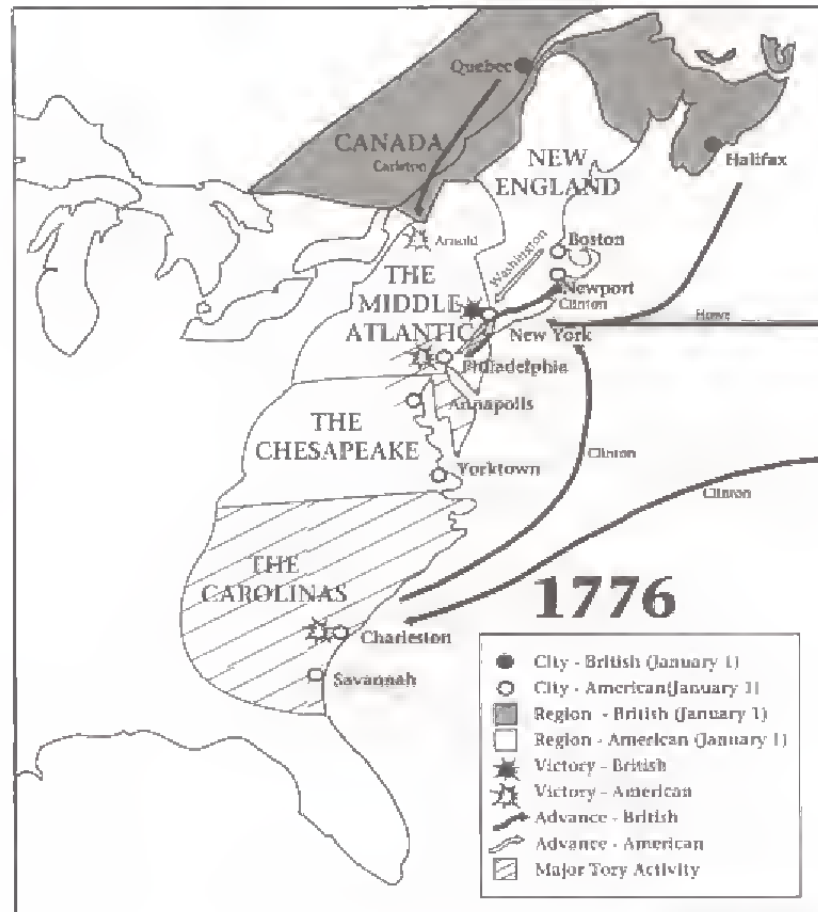 Quebec
CANADA
Carleton
NEW
ENGLAND
Halifax
Arnold
Washington
Boston
Newport
Clinton
THE
MIDDLE
ATLANTIC
New York
Howe
Philadelphia
Annapolis
THE
CHESAPEAKE
Yorktown
Clinton
Clinton
THE
CAROLINAS
Charleston
Savannah
1776
City - British (January 1)
City - American(January 1)
Region - British (January 1)
Region - American (January 1)
Victory - British
Victory - American
Advance - British
Advance - American
Major Tory Activity